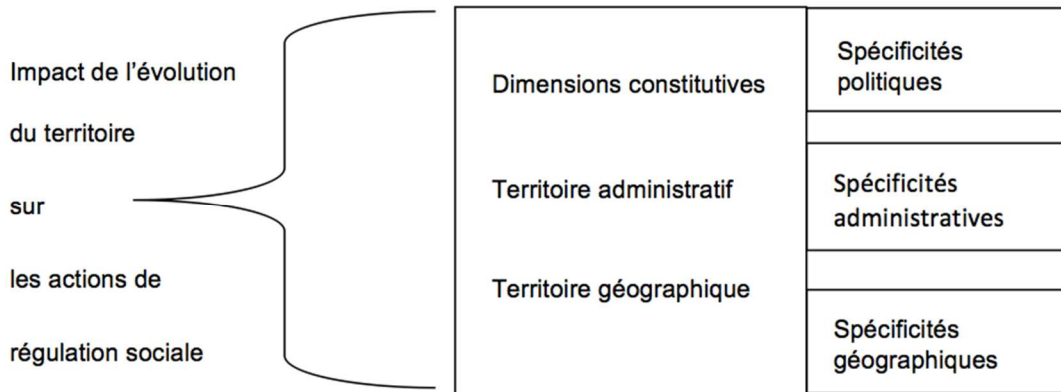 Impact de l’évolution
du territoire
sur
les actions de
régulation sociale
Dimensions constitutives
Territoire administratif
Territoire géographique
Spécificités
politiques
Spécificités
administratives
Spécificités
géographiques